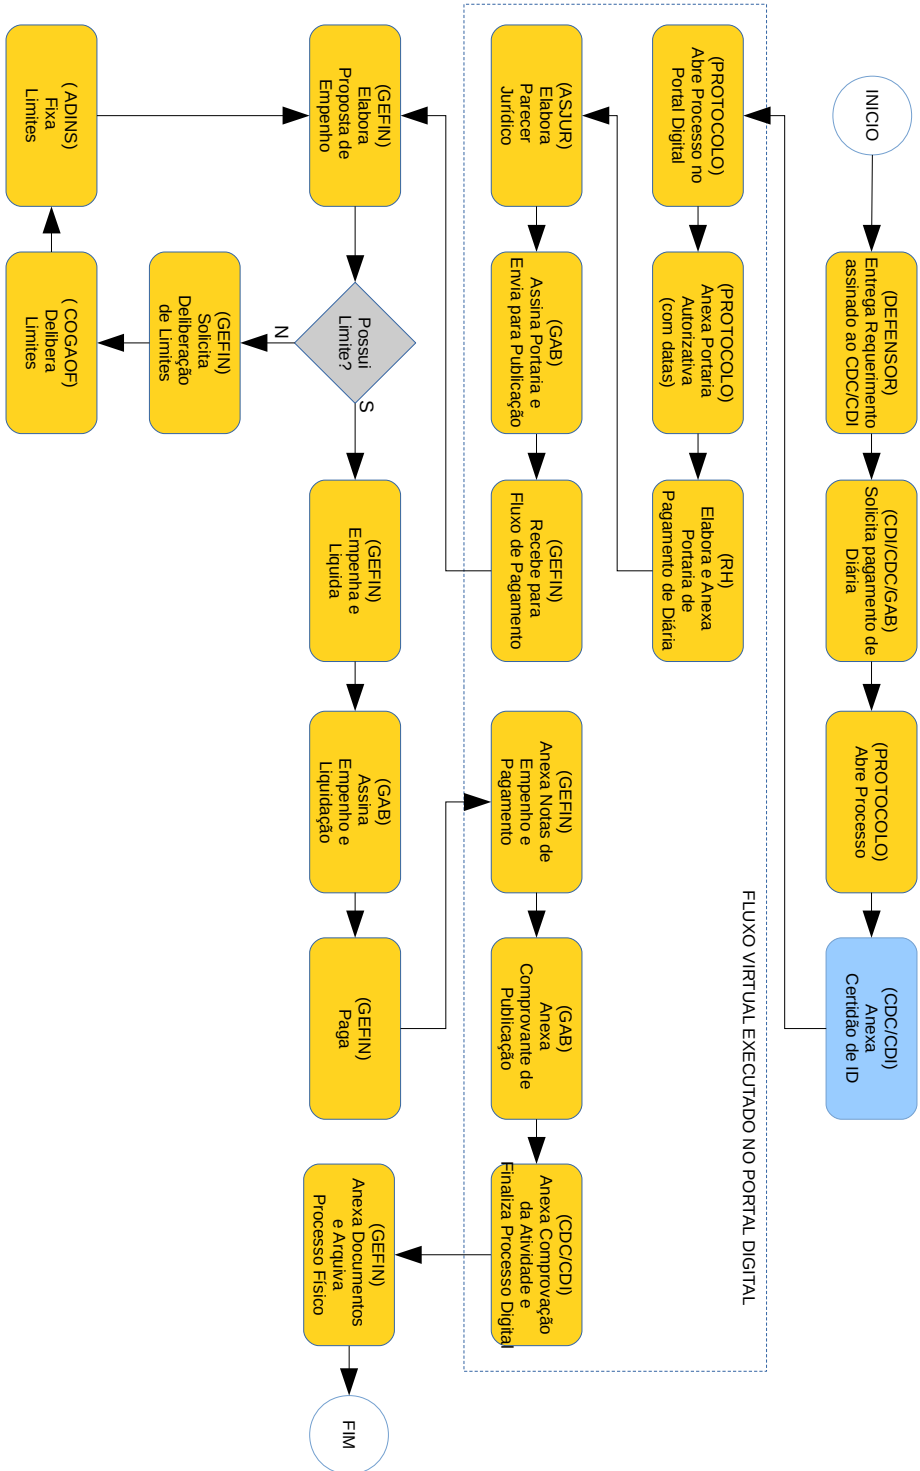 INICIO
(DEFENSOR)
Entrega Requerimento
assinado ao CDC/CDI
(CDI/CDC/GAB)
Solicita pagamento de
Diária
(PROTOCOLO)
Abre Processo
(CDC/CDI)
Anexa
Certidão de ID
FLUXO VIRTUAL EXECUTADO NO PORTAL DIGITAL
(PROTOCOLO)
Abre Processo no
Portal Digital
(PROTOCOLO)
Anexa Portaria
Autorizativa
(com datas)
(RH)
Elabora e Anexa
Portaria de
Pagamento de Diária
(ASJUR)
Elabora
Parecer
Jurídico
(GAB)
Assina Portaria e
Envia para Publicação
(GEFIN)
Recebe para
Fluxo de Pagamento
(GEFIN)
Anexa Notas de
Empenho e
Pagamento
(GAB)
Anexa
Comprovante de
Publicação
(CDC/CDI)
Anexa Comprovação
da Atividade e
Finaliza Processo Digital
(GEFIN)
Elabora
Proposta de
Empenho
Possui
Limite?
S
N
(GEFIN)
Empenha e
Liquida
(GAB)
Assina
Empenho e
Liquidação
(GEFIN)
Paga
(GEFIN)
Anexa Documentos
e Arquiva
Processo Físico
FIM
(GEFIN)
Solicita
Deliberação
de Limites
( COGAOF)
Delibera
Limites
( ADINS)
Fixa
Limites